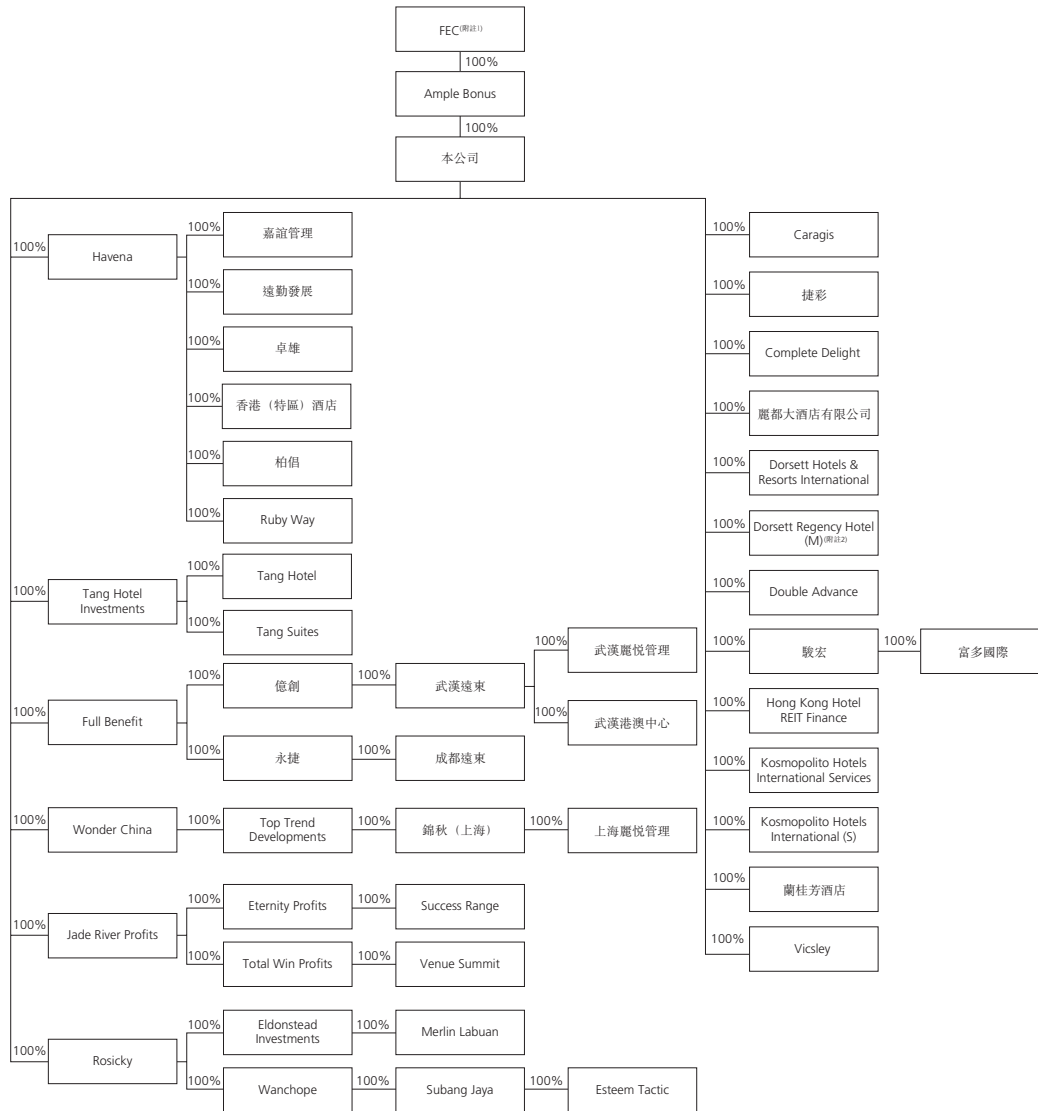 FEC(附註1)
100%
Ample Bonus
100%
本公司
100%
Havena
100%
嘉誼管理
100%
遠勤發展
100%
卓雄
100%
香港（特區）酒店
100%
柏倡
100%
Ruby Way
100%
Tang Hotel
Investments
100%
Tang Hotel
100%
Tang Suites
100%
Full Benefit
100%
億創
100%
武漢遠東
100%
武漢麗悅管理
100%
武漢港澳中心
100%
永捷
100%
成都遠東
100%
Wonder China
100%
Top Trend
Developments
100%
錦秋（上海）
100%
上海麗悅管理
100%
Jade River Profits
100%
Eternity Profits
100%
Success Range
100%
Total Win Profits
100%
Venue Summit
100%
Rosicky
100%
Eldonstead
Investments
100%
Merlin Labuan
100%
Wanchope
100%
Subang Jaya
100%
Esteem Tactic
100%
Caragis
100%
捷彩
100%
Complete Delight
100%
麗都大酒店有限公司
100%
Dorsett Hotels &
Resorts International
100%
Dorsett Regency Hotel
(M)(附註2)
100%
Double Advance
100%
駿宏
100%
富多國際
100%
Hong Kong Hotel
REIT Finance
100%
Kosmopolito Hotels
International Services
100%
Kosmopolito Hotels
International (S)
100%
蘭桂芳酒店
100%
Vicsley